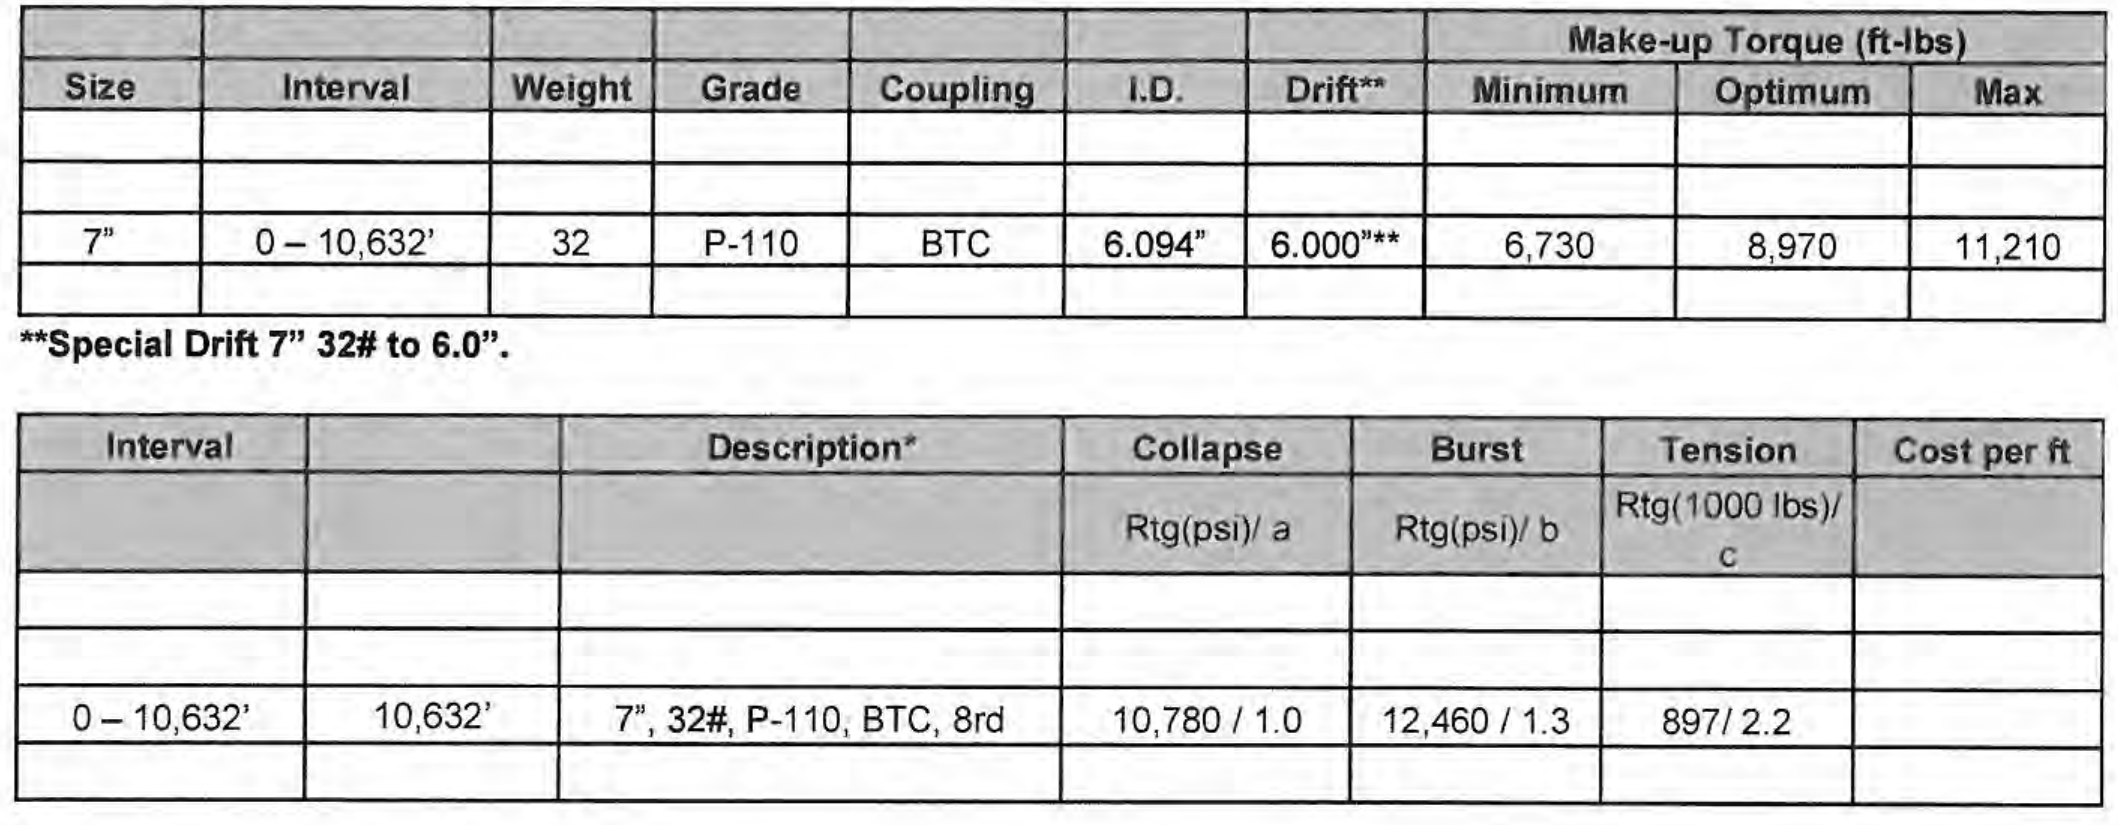 Make-up Torque (ft-lbs)
Size Interval Weight Grade Coupling I.D. Drift** Minimum Optimum Max
7” 0 – 10,632’ 32 P-110 BTC 6.094” 6.000”** 6,730 8,970 11,210
**Special Drift 7” 32# to 6.0”.
Interval Description* Collapse Burst Tension Cost per ft
Rtg(psi)/ a Rtg(psi)/ b Rtg(1000 lbs)/
c
0 – 10,632’ 10,632’ 7”, 32#, P-110, BTC, 8rd 10,780 / 1.0 12,460 / 1.3 897/ 2.2